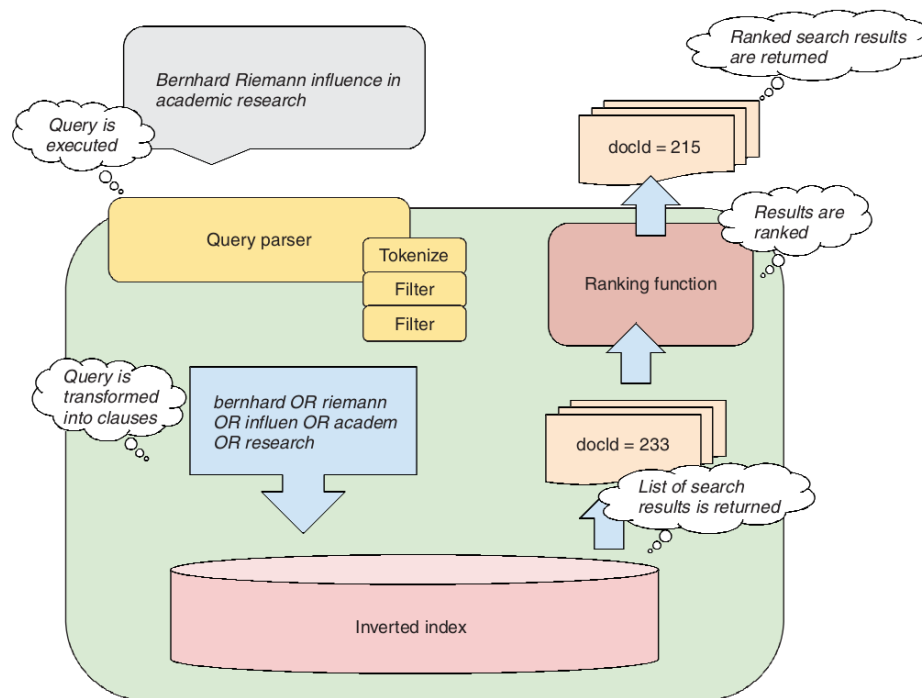 Bernhard Riemann influence in
academic research
Query is
executed
Query parser
Tokenize
Filter
Filter
Query is
transformed
into clauses
bernhard OR riemann
OR influen OR academ
OR research
Inverted index
List of search
results is returned
docId = 233
Ranking function
Results are
ranked
docId = 215
Ranked search results
are returned